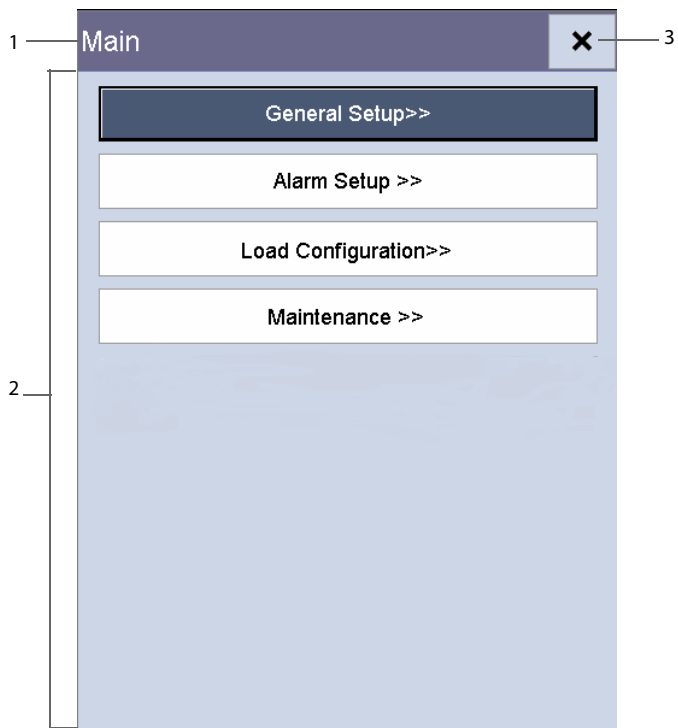 1 Main × 3
General Setup>>
Alarm Setup >>
Load Configuration>>
Maintenance >>
2